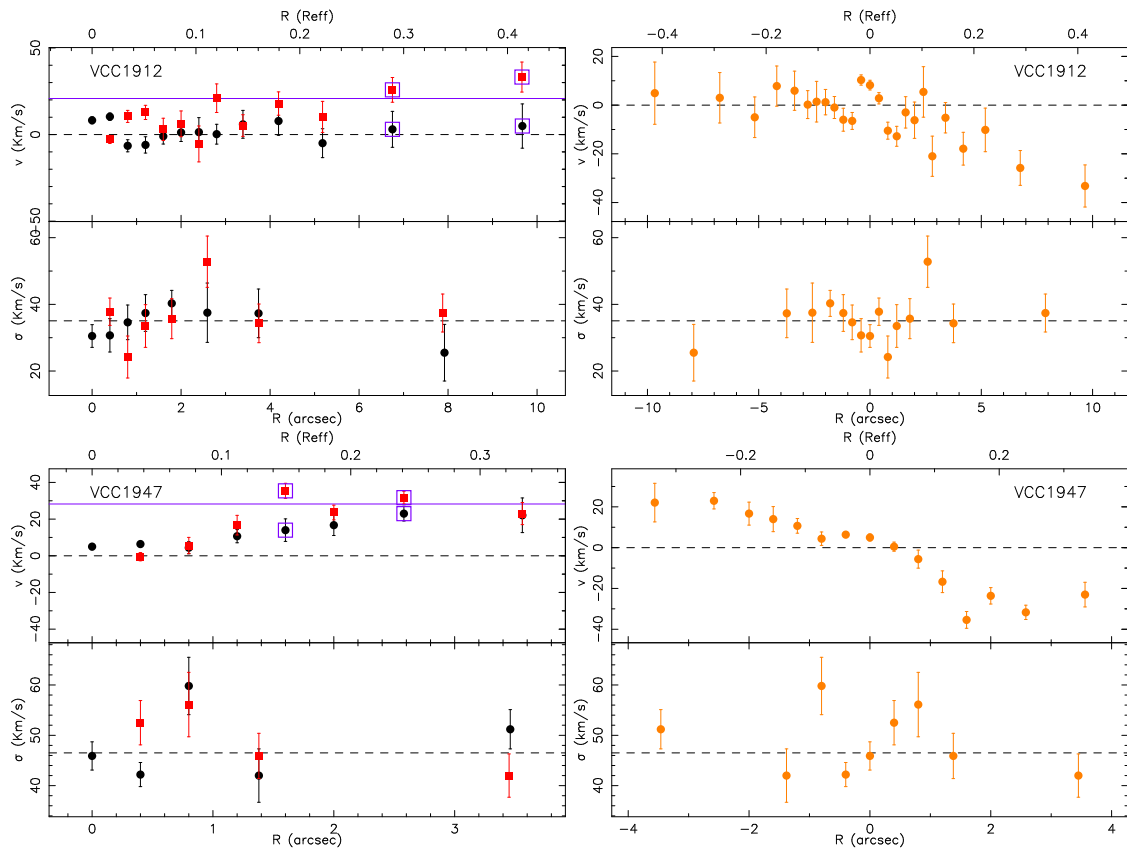 R (Reff) R (Reff)
0 0.1 0.2 0.3 0.4 -0.4 -0.2 0 0.2 0.4
VCC1912 VCC1912
v (Km/s) -50 0 50 v (Km/s) -40 -20 0 20
σ (Km/s) 20 40 60 σ (Km/s) 20 40 60
0 2 4 6 8 10 -10 -5 0 5 10
R (arcsec) R (arcsec)
R (Reff) R (Reff)
0 0.1 0.2 0.3 -0.2 0 0.2
VCC1947 VCC1947
v (Km/s) -40 -20 0 20 40 v (Km/s) -40 -20 0 20
σ (Km/s) 40 50 60 σ (Km/s) 40 50 60
0 1 2 3 -4 -2 0 2 4
R (arcsec) R (arcsec)